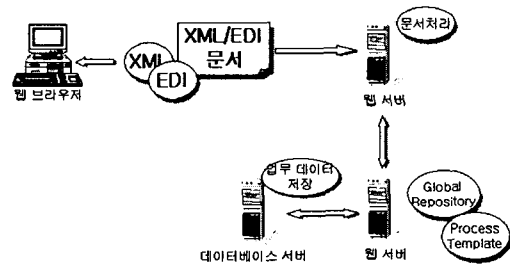 XML/EDI
문서
문서처리
XML
EDI
웹 브라우저
웹 서버
업무 데이터
저장
Global
Repository
Process
Template
데이터베이스 서버
웹 서버